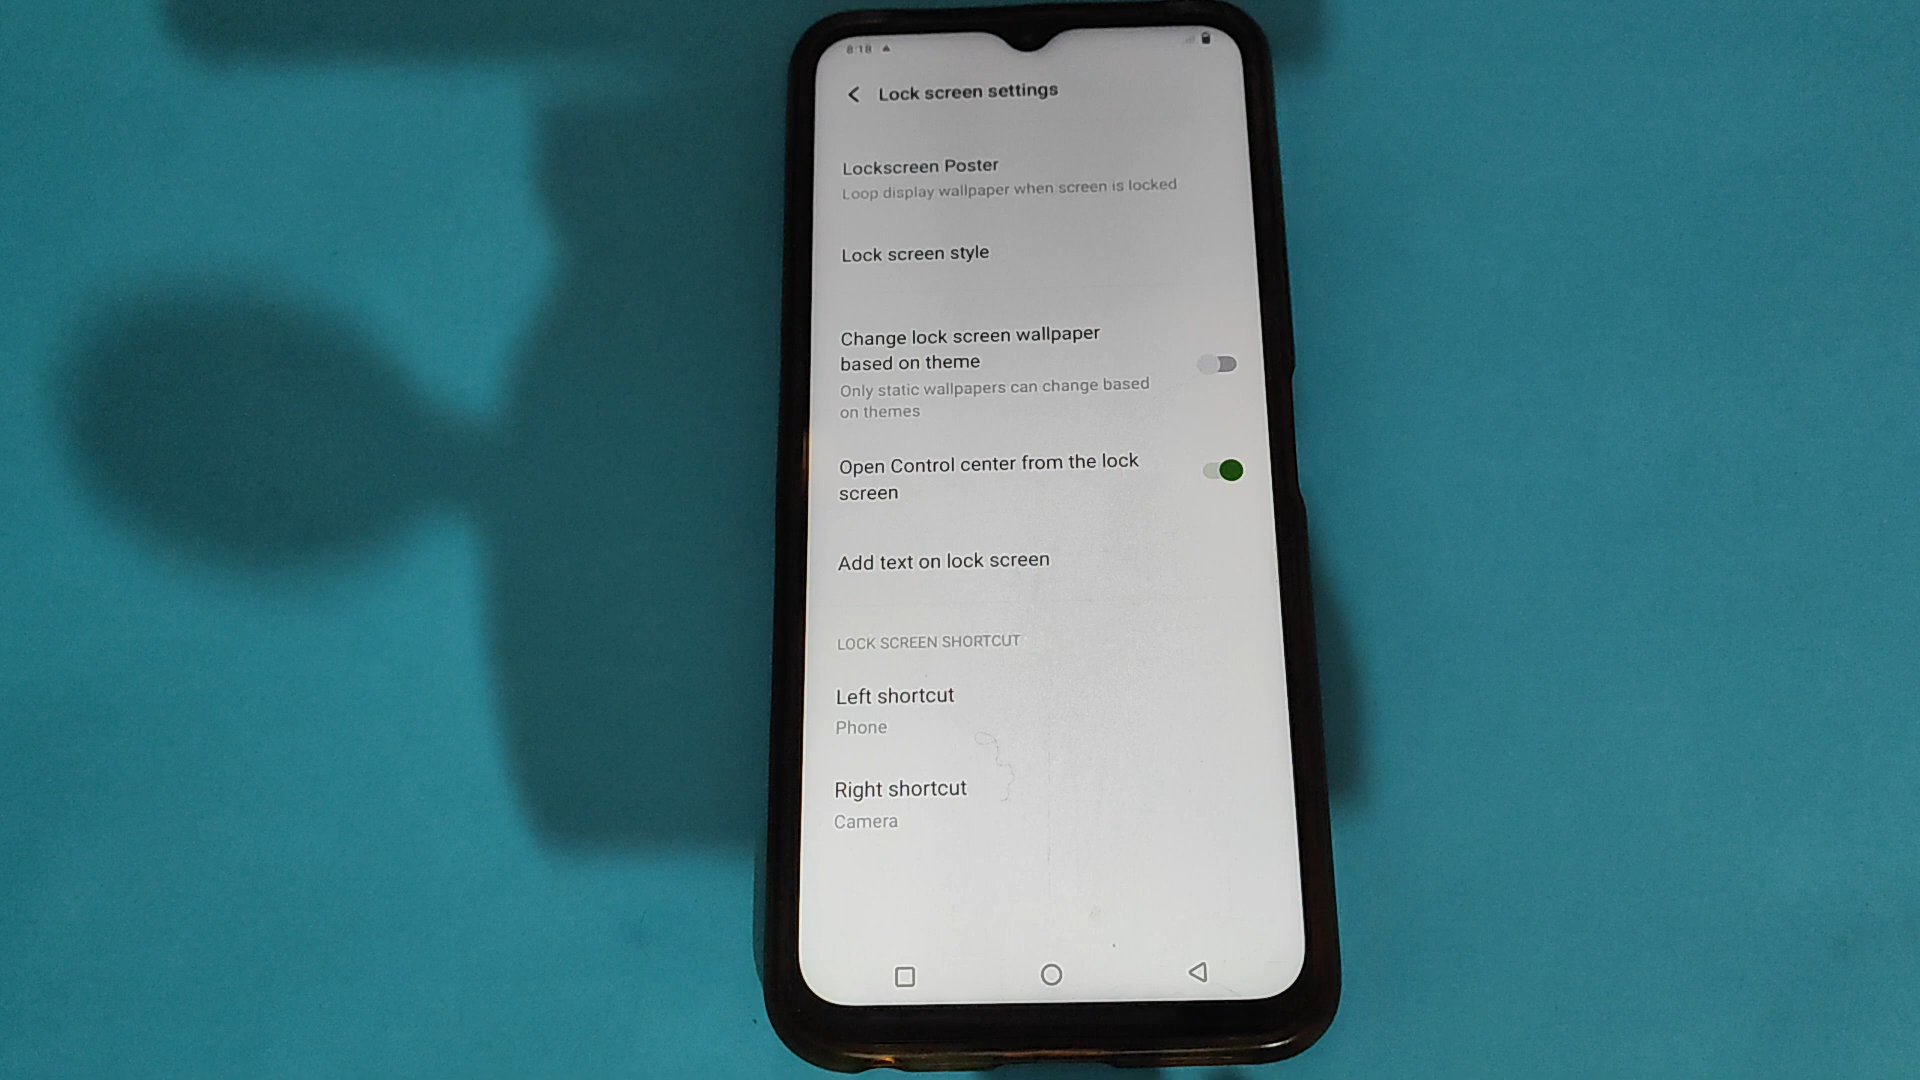 8:18
Lock screen settings
Lockscreen Poster
Loop display wallpaper when screen is locked
Lock screen style
Change lock screen wallpaper
based on theme
Only static wallpapers can change based
on themes
Open Control center from the lock
screen
Add text on lock screen
LOCK SCREEN SHORTCUT
Left shortcut
Phone
Right shortcut
Camera